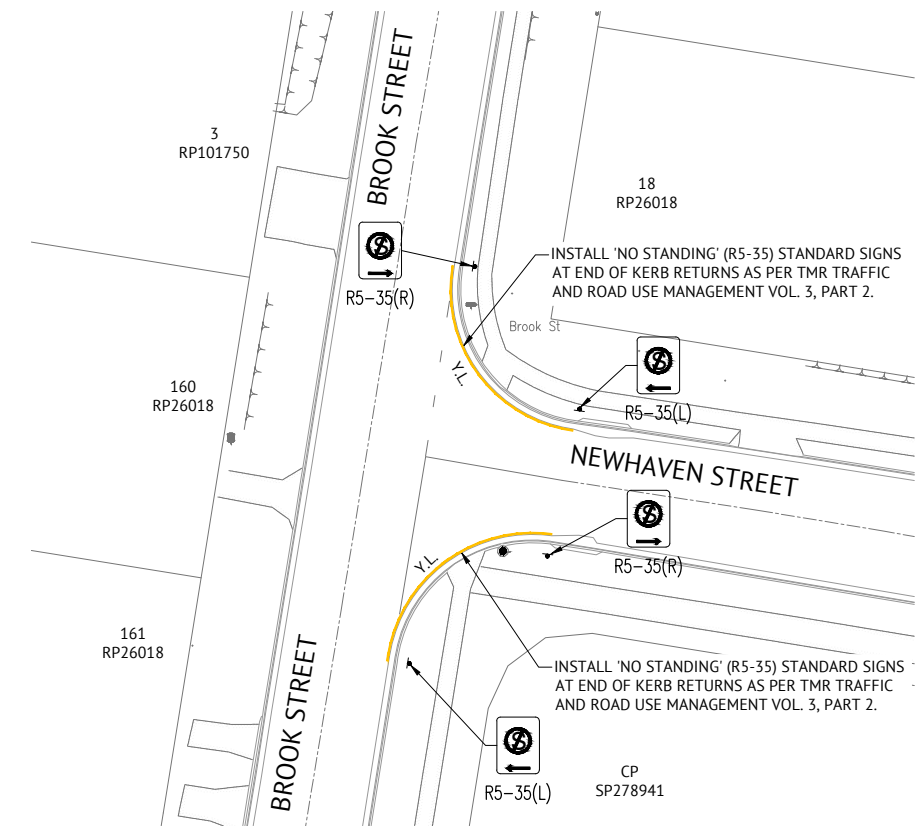 BROOK STREET
3
RP101750
18
RP26018
INSTALL 'NO STANDING' (R5-35) STANDARD SIGNS
AT END OF KERB RETURNS AS PER TMR TRAFFIC
AND ROAD USE MANAGEMENT VOL. 3, PART 2.
S
R5-35(R)
Brook St
S
R5-35(L)
Y.L.
160
RP26018
NEWHAVEN STREET
S
R5-35(R)
Y.L.
161
RP26018
BROOK STREET
INSTALL 'NO STANDING' (R5-35) STANDARD SIGNS
AT END OF KERB RETURNS AS PER TMR TRAFFIC
AND ROAD USE MANAGEMENT VOL. 3, PART 2.
S
R5-35(L)
CP
SP278941